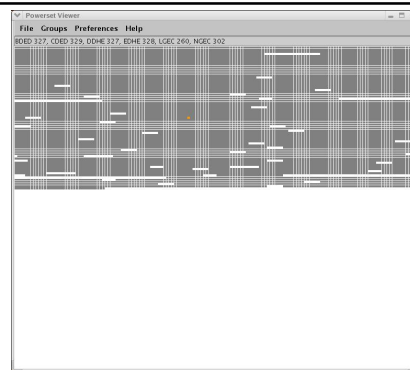 Powerset Viewer
File Groups Preferences Help
BDED 327, CDED 329, DDHE 327, EDHE 328, LGEC 260, NGEC 302